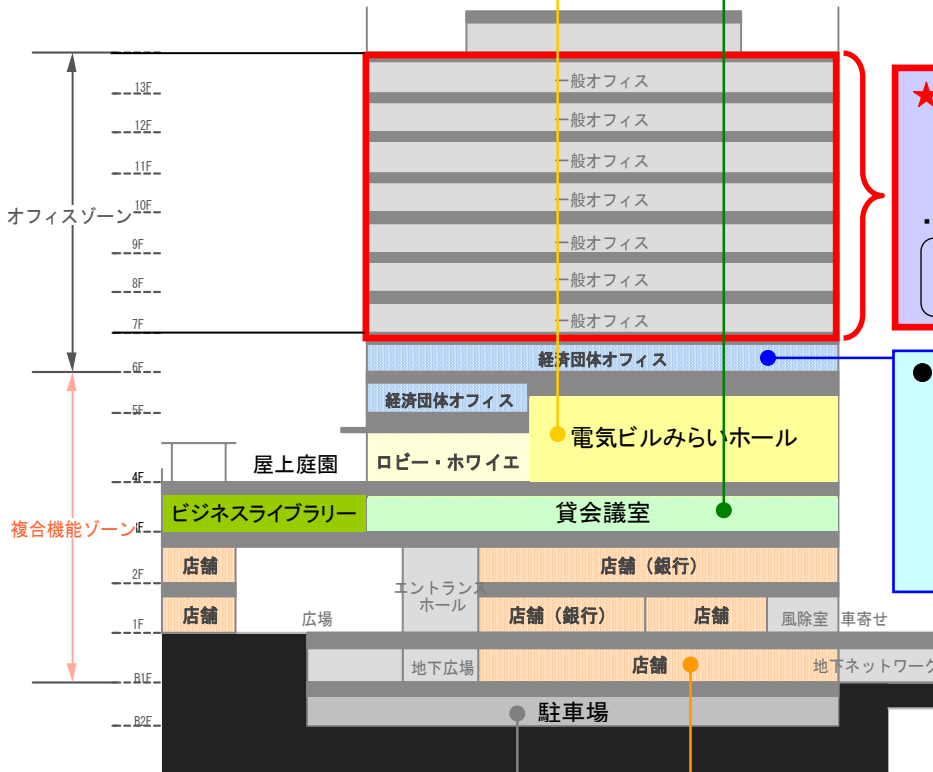 一般オフィス
13F
一般オフィス
12F
一般オフィス
11F
一般オフィス
10F
オフィスゾーン
一般オフィス
9F
一般オフィス
8F
一般オフィス
7F
経済団体オフィス
6F
経済団体オフィス
5F
電気ビルみらいホール
ロビー・ホワイエ
屋上庭園
4F
ビジネスライブラリー
貸会議室
複合機能ゾーン
店舗
店舗（銀行）
2F
エントランス
ホール
店舗
広場
店舗（銀行）
店舗
風除室
車寄せ
1F
地下広場
店舗
地下ネットワーク
B1F
駐車場
B2F